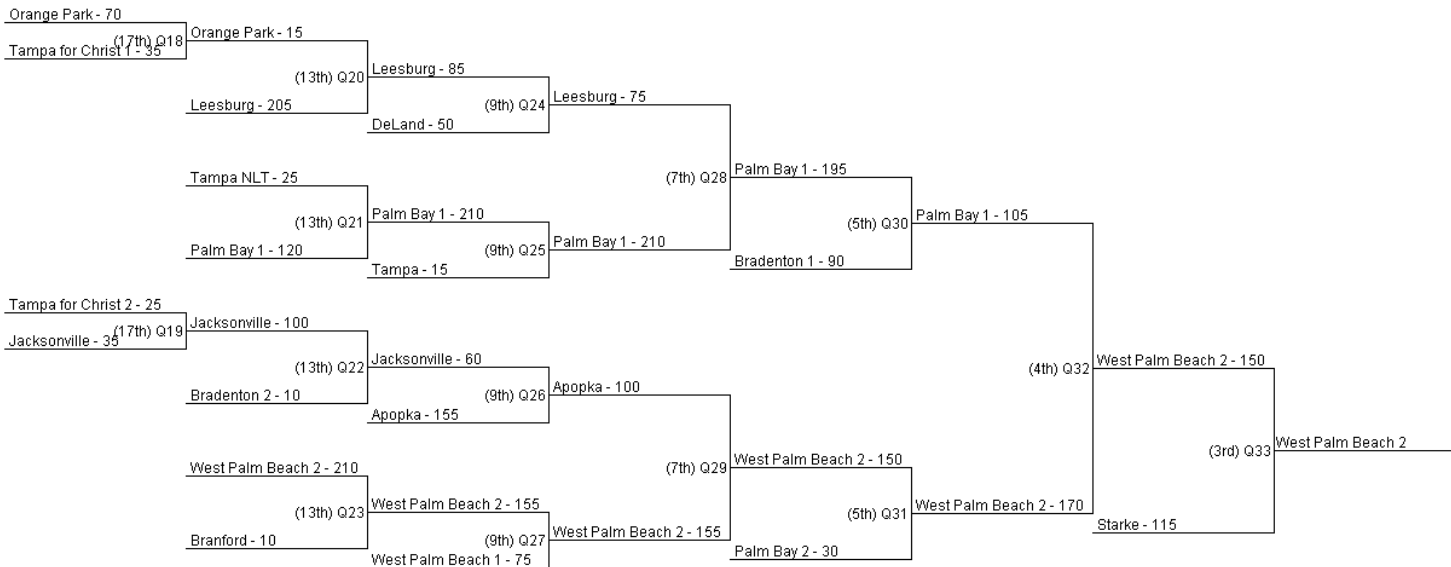 Orange Park - 70
(17th) Q18
Tampa for Christ 1 - 35
Orange Park - 15
(13th) Q20
Leesburg - 205
Leesburg - 85
(9th) Q24
DeLand - 50
Leesburg - 75
Tampa NLT - 25
(13th) Q21
Palm Bay 1 - 120
Palm Bay 1 - 210
(9th) Q25
Tampa - 15
Palm Bay 1 - 210
(7th) Q28
Palm Bay 1 - 195
(5th) Q30
Bradenton 1 - 90
Palm Bay 1 - 105
Tampa for Christ 2 - 25
(17th) Q19
Jacksonville - 35
Jacksonville - 100
(13th) Q22
Bradenton 2 - 10
Jacksonville - 60
(9th) Q26
Apopka - 155
Apopka - 100
West Palm Beach 2 - 210
(13th) Q23
Branford - 10
West Palm Beach 2 - 155
(9th) Q27
West Palm Beach 1 - 75
West Palm Beach 2 - 155
(7th) Q29
West Palm Beach 2 - 150
(5th) Q31
Palm Bay 2 - 30
West Palm Beach 2 - 170
(4th) Q32
West Palm Beach 2 - 150
(3rd) Q33
Starke - 115
West Palm Beach 2